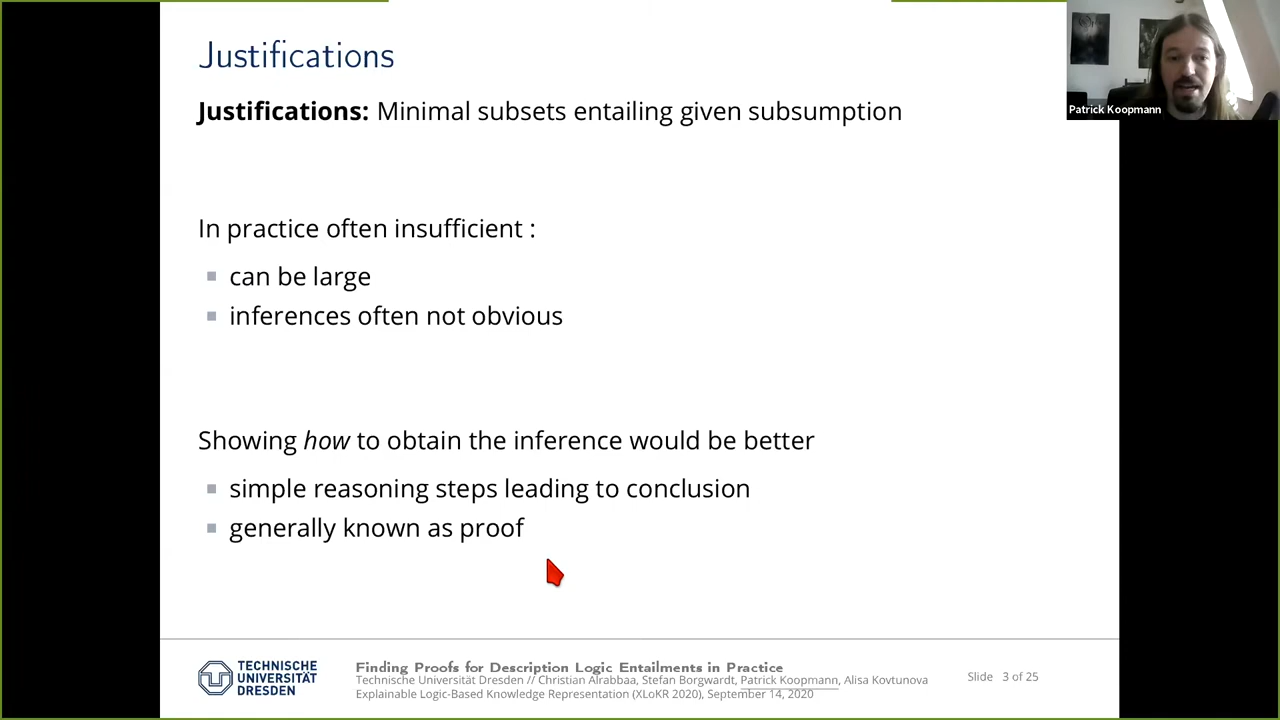 Justifications
Justifications: Minimal subsets entailing given subsumption
In practice often insufficient :
can be large
inferences often not obvious
Showing how to obtain the inference would be better
simple reasoning steps leading to conclusion
generally known as proof
TECHNISCHE
UNIVERSITÄT
DRESDEN
Finding Proofs for Description Logic Entailments in Practice
Technische Universität Dresden // Christian Alrabbaa, Stefan Borgwardt, Patrick Koopmann, Alisa Kovtunova
Explainable Logic-Based Knowledge Representation (XLoKR 2020), September 14, 2020
Slide 3 of 25
Patrick Koopmann